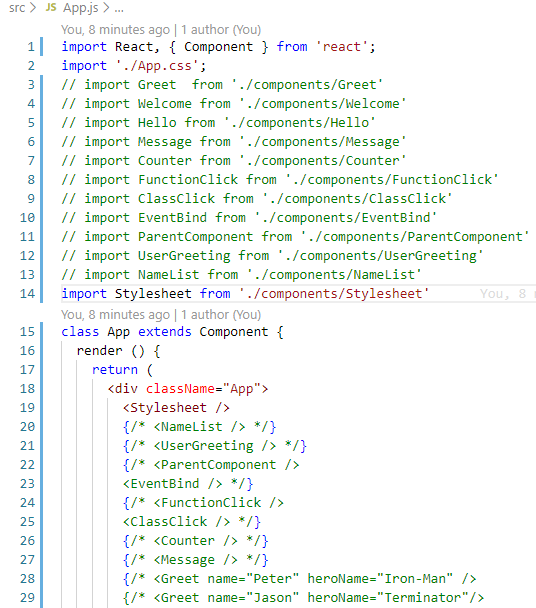 src > JS App.js > ...
You, 8 minutes ago | 1 author (You)
1 import React, { Component } from 'react';
2 import './App.css';
3 // import Greet  from './components/Greet'
4 // import Welcome from './components/Welcome'
5 // import Hello from './components/Hello'
6 // import Message from './components/Message'
7 // import Counter from './components/Counter'
8 // import FunctionClick from './components/FunctionClick'
9 // import ClassClick from './components/ClassClick'
10 // import EventBind from './components/EventBind'
11 // import ParentComponent from './components/ParentComponent'
12 // import UserGreeting from './components/UserGreeting'
13 // import NameList from './components/NameList'
14 import Stylesheet from './components/Stylesheet' You, 8 m
You, 8 minutes ago | 1 author (You)
15 class App extends Component {
16   render () {
17     return (
18       <div className="App">
19         <Stylesheet />
20         {/* <NameList /> */}
21         {/* <UserGreeting /> */}
22         {/* <ParentComponent />
23         <EventBind /> */}
24         {/* <FunctionClick />
25         <ClassClick /> */}
26         {/* <Counter /> */}
27         {/* <Message /> */}
28         {/* <Greet name="Peter" heroName="Iron-Man" />
29         {/* <Greet name="Jason" heroName="Terminator"/>